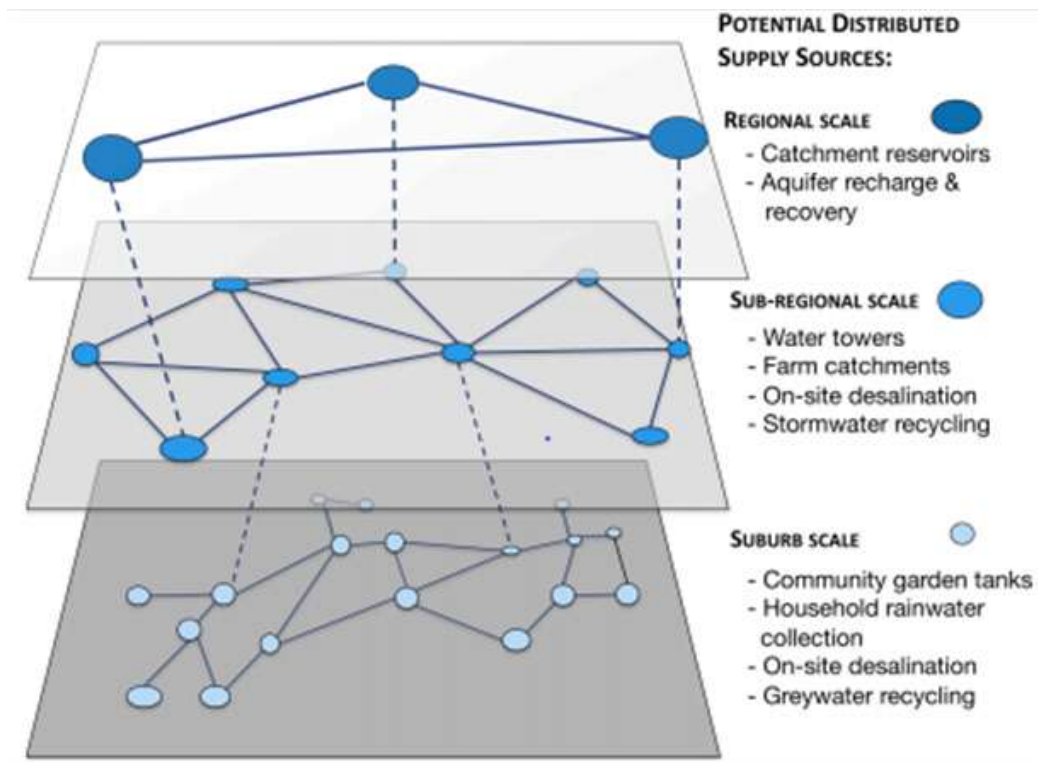 POTENTIAL DISTRIBUTED
SUPPLY SOURCES:
REGIONAL SCALE
- Catchment reservoirs
- Aquifer recharge &
recovery
SUB-REGIONAL SCALE
- Water towers
- Farm catchments
- On-site desalination
- Stormwater recycling
SUBURB SCALE
- Community garden tanks
- Household rainwater
collection
- On-site desalination
- Greywater recycling